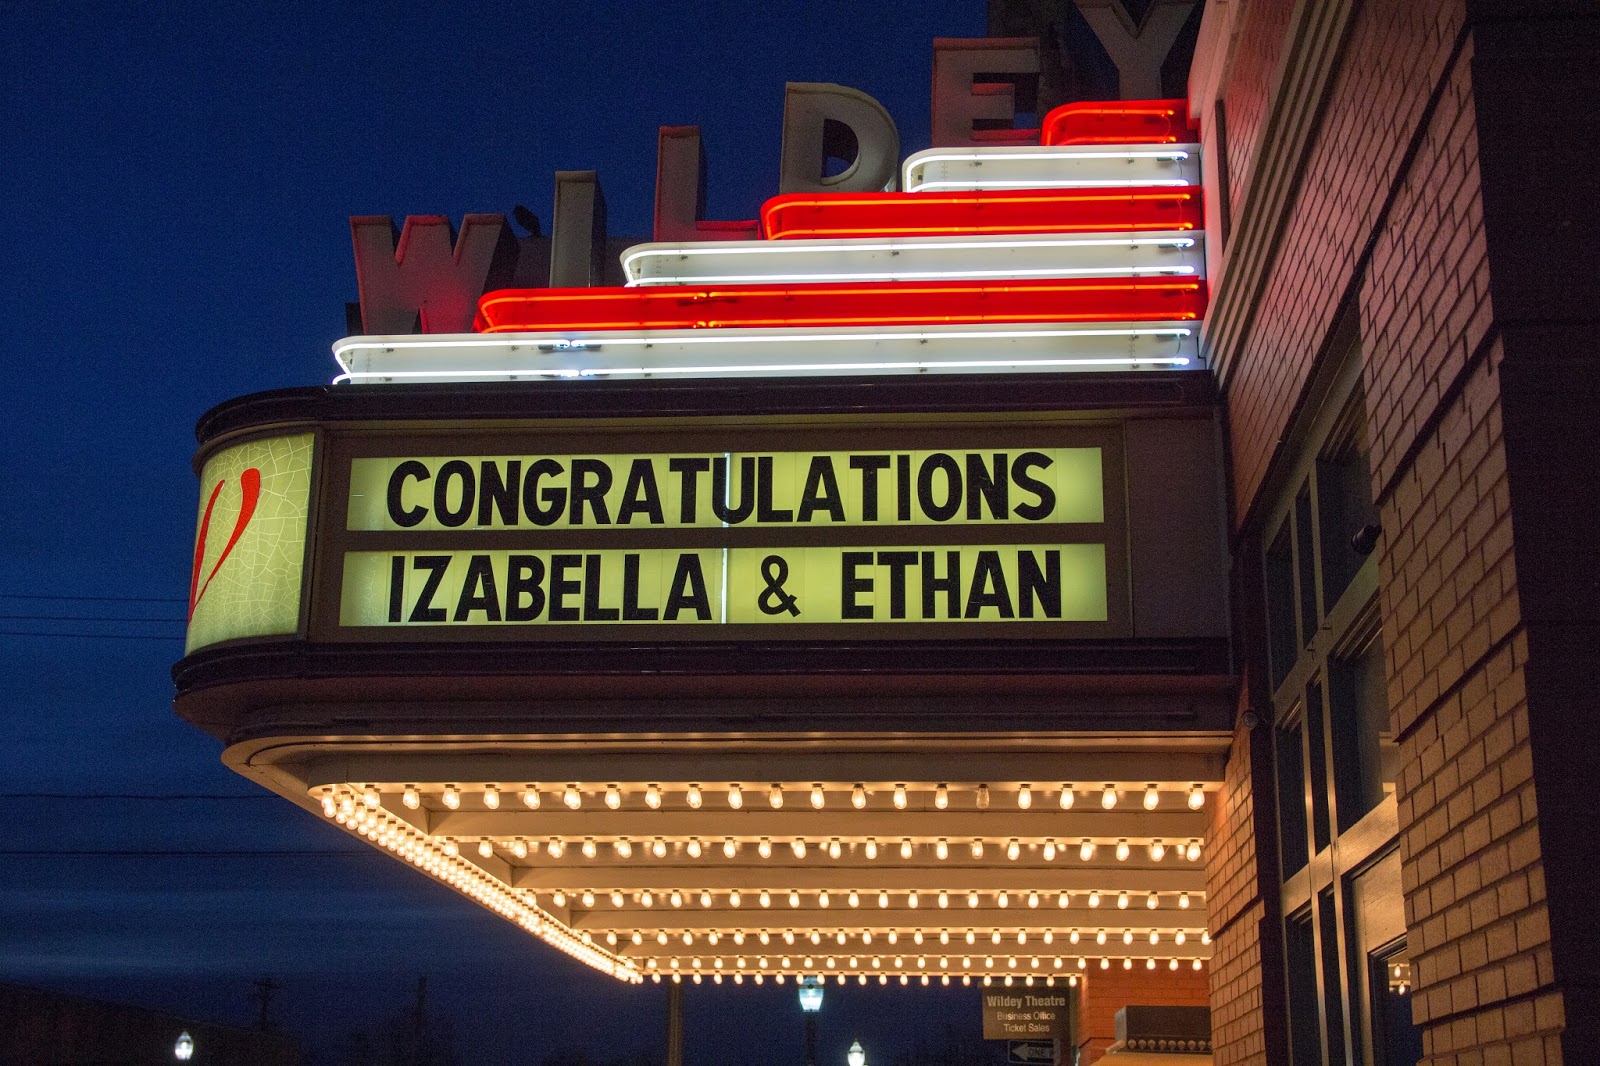 WILDEY
CONGRATULATIONS
IZABELLA & ETHAN
Wildey Theatre
Business Office
Ticket Sales
ONE